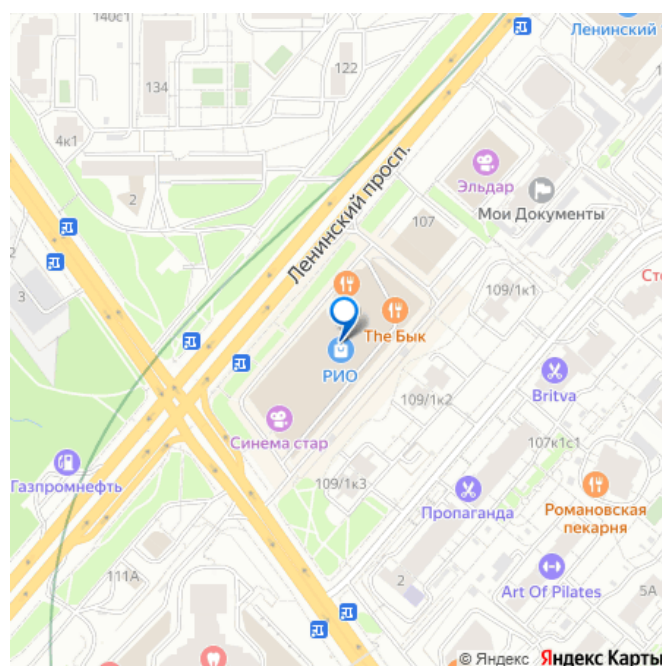 140с1
Ленинский
134
122
4к1
2
Ленинский просп.
Эльдар
107
Мои Документы
3
109/1к1
Ст
The Бык
РИО
Britva
109/1к2
Синема стар
107к1с1
Газпромнефть
109/1к3
Пропаганда
Романовская
пекарня
111А
2
Art Of Pilates
5А
© Яндекс Яндекс Карты